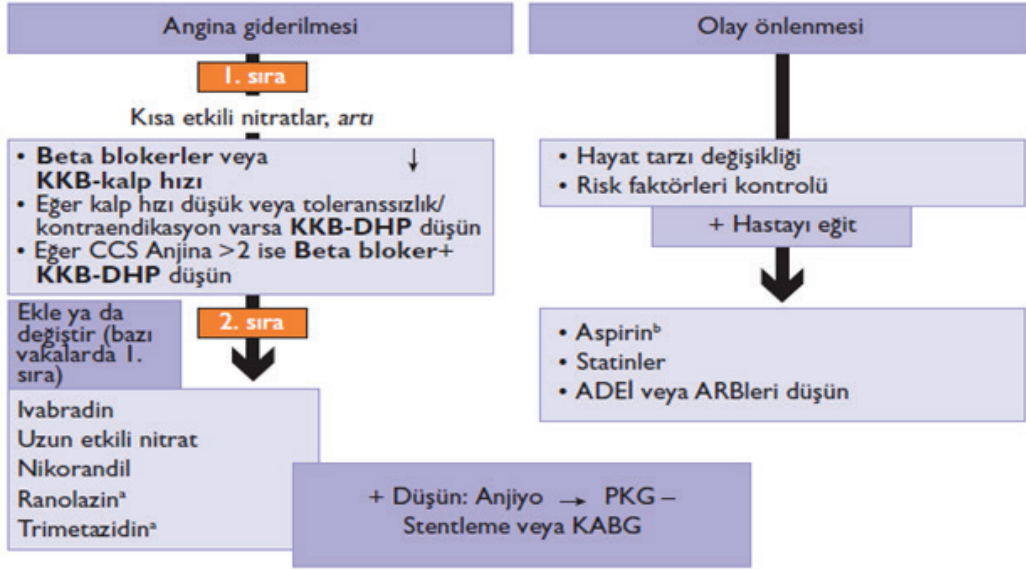 Angina giderilmesi
1. sıra
Kısa etkili nitratlar, artı
• Beta blokerler veya ↓
KKB-kalp hızı
• Eğer kalp hızı düşük veya toleranssızlık/
kontraendikasyon varsa KKB-DHP düşün
• Eğer CCS Anjina >2 ise Beta bloker+
KKB-DHP düşün
Ekle ya da
değiştir (bazı
vakalarda 1.
sıra)
2. sıra
Ivabradin
Uzun etkili nitrat
Nikorandil
Ranolazinᵃ
Trimetazidinᵃ
+ Düşün: Anjiyo → PKG –
Stentleme veya KABG
Olay önlenmesi
• Hayat tarzı değişikliği
• Risk faktörleri kontrolü
+ Hastayı eğit
• Aspirinᵇ
• Statinler
• ADEİ veya ARBleri düşün